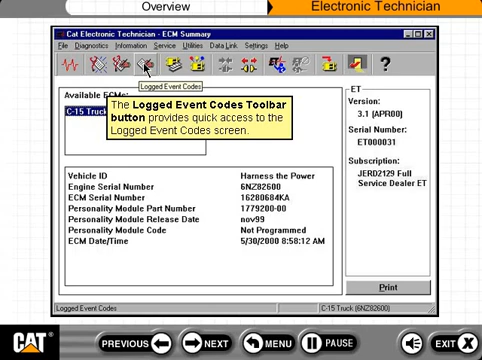 Overview
Electronic Technician
Cat Electronic Technician - ECM Summary
File Diagnostics Information Service Utilities Data Link Settings Help
?
Logged Event Codes
Available ECMs:
C-15 Truck
The Logged Event Codes Toolbar
button provides quick access to the
Logged Event Codes screen.
ET
Version:
3.1 (APR00)
Serial Number:
ET000031
Subscription:
JERD2129 Full
Service Dealer ET
Vehicle ID Harness the Power
Engine Serial Number 6NZ82600
ECM Serial Number 16280684KA
Personality Module Part Number 1779200-00
Personality Module Release Date nov99
Personality Module Code Not Programmed
ECM Date/Time 5/30/2000 8:58:12 AM
Print
Logged Event Codes C-15 Truck (6NZ82600)
CAT PREVIOUS NEXT MENU PAUSE EXIT X